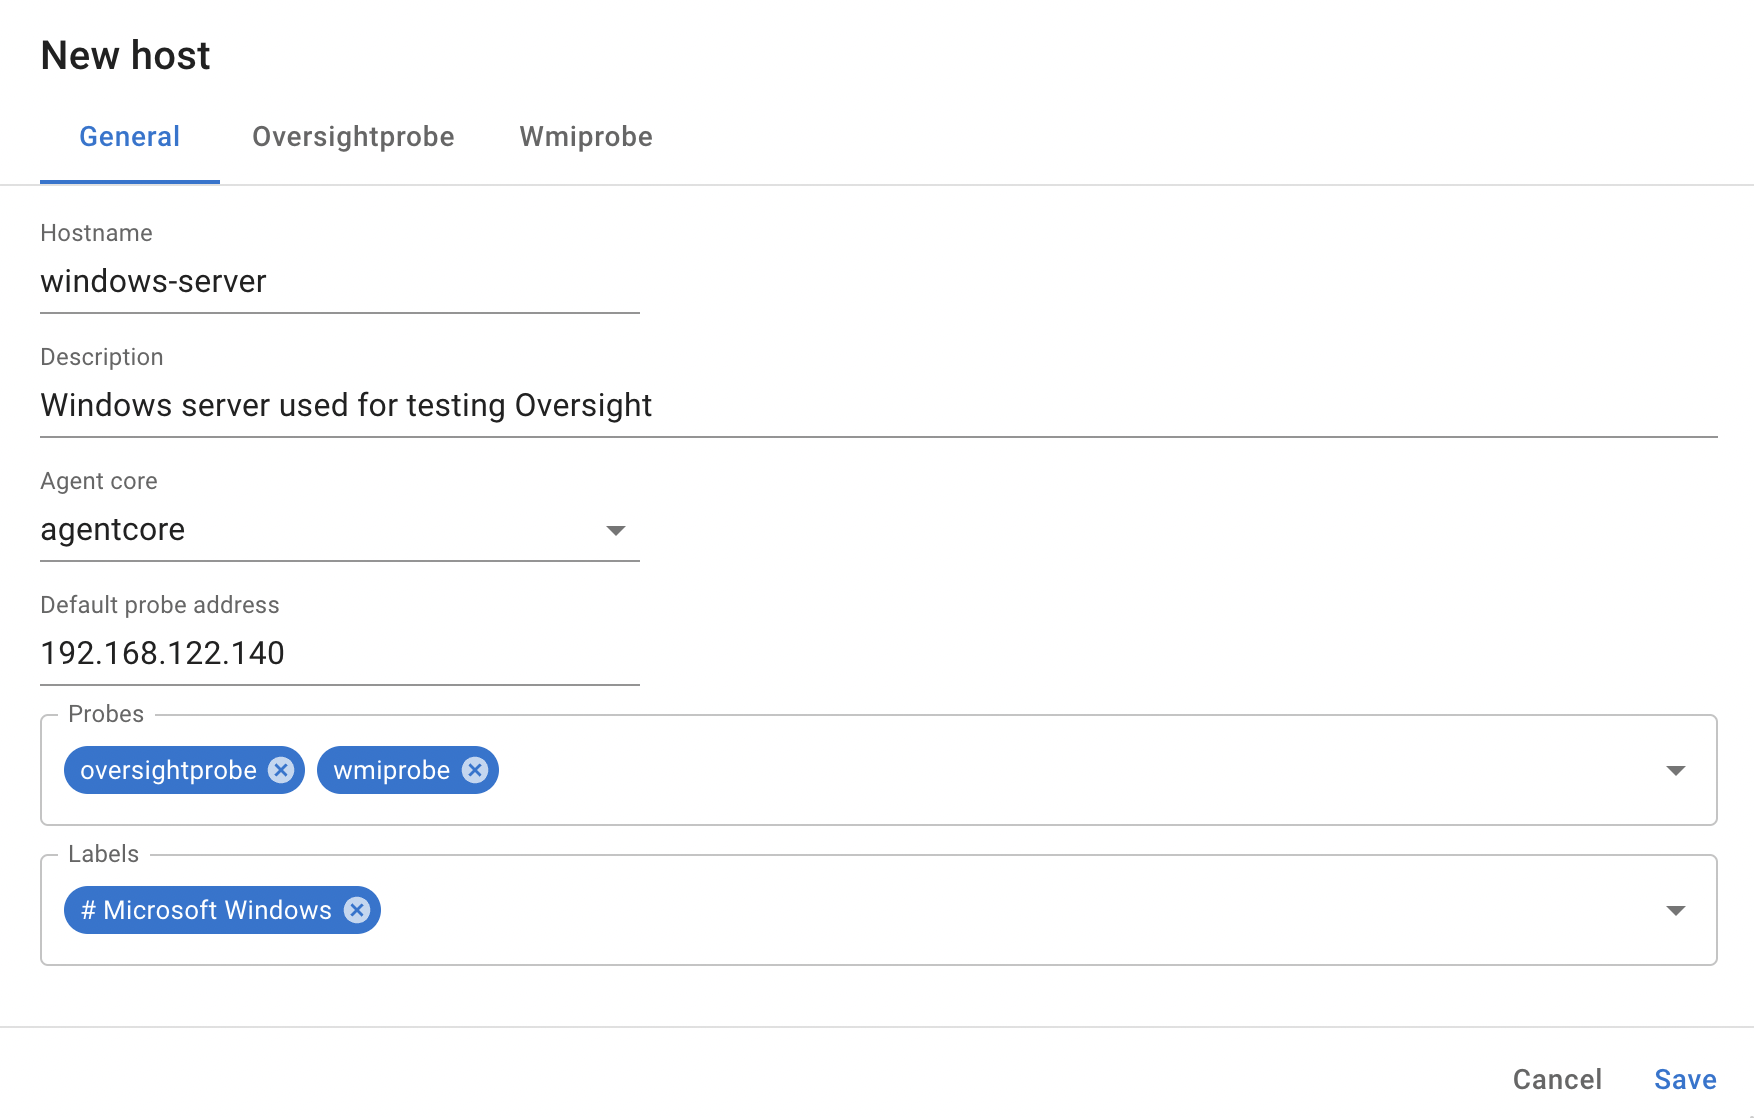 New host
General Oversightprobe Wmiprobe
Hostname
windows-server
Description
Windows server used for testing Oversight
Agent core
agentcore
Default probe address
192.168.122.140
Probes
oversightprobe wmiprobe
Labels
# Microsoft Windows
Cancel Save